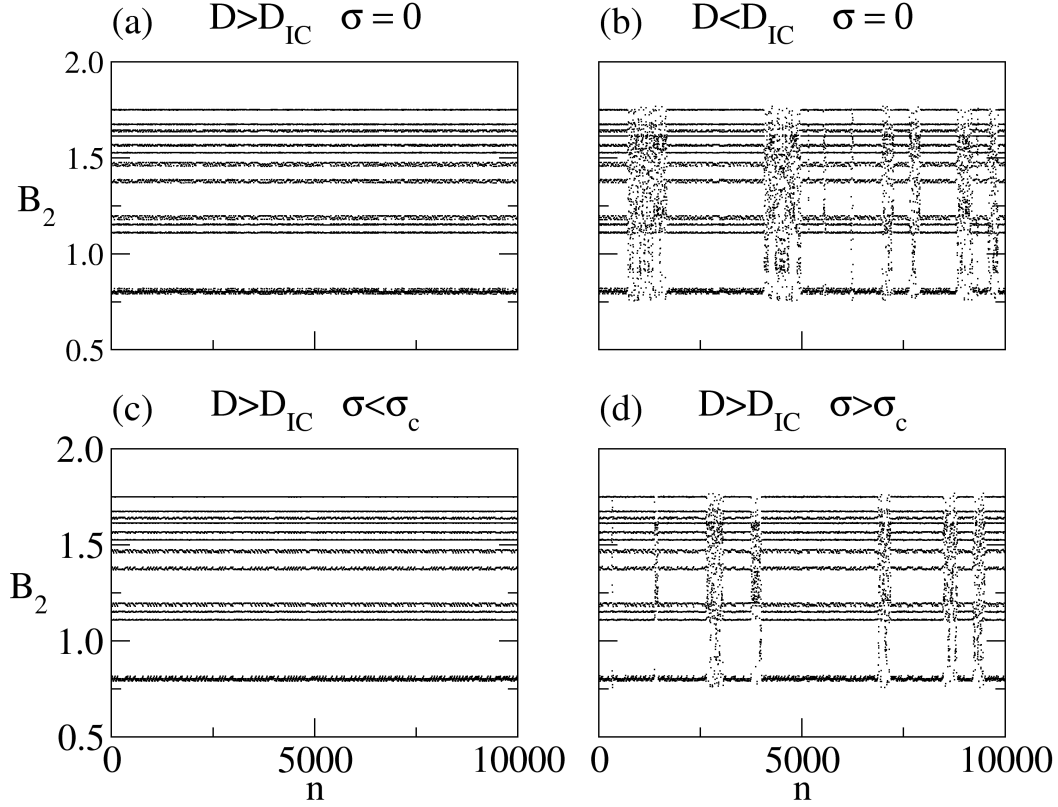 (a) D>D_IC σ = 0
(b) D<D_IC σ = 0
2.0
1.5
B_2
1.0
0.5
(c) D>D_IC σ<σ_c
(d) D>D_IC σ>σ_c
2.0
1.5
B_2
1.0
0.5
0 5000 10000
0 5000 10000
n
n